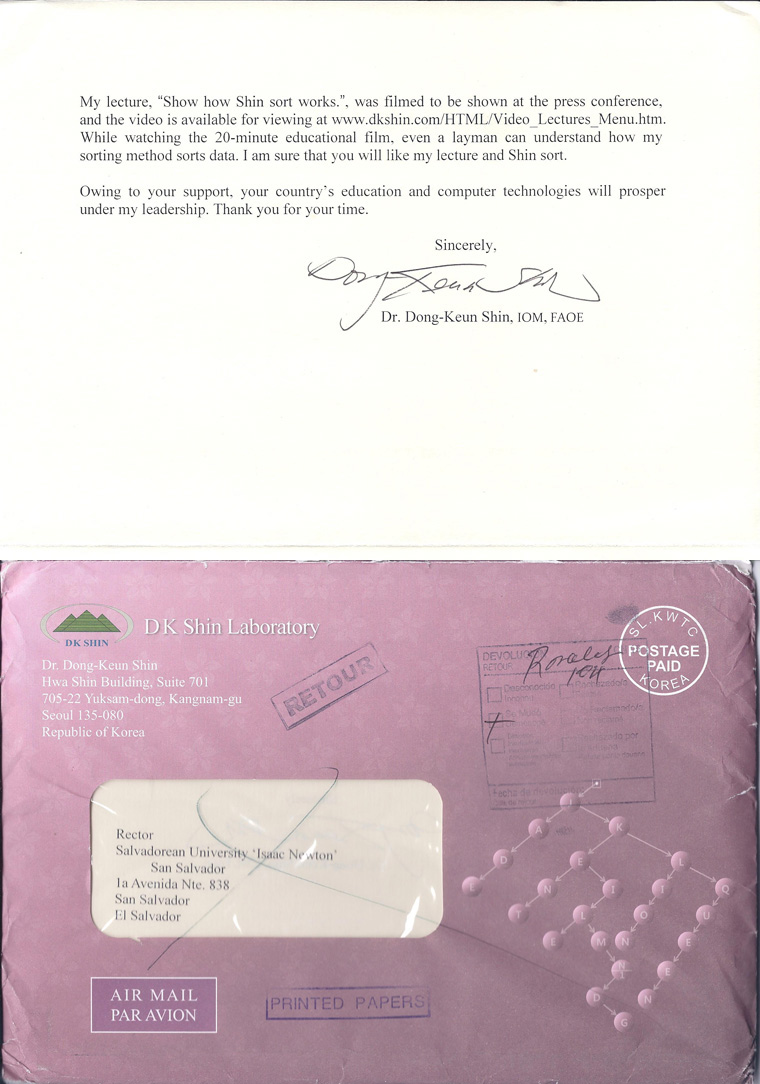 My lecture, “Show how Shin sort works.”, was filmed to be shown at the press conference,
and the video is available for viewing at www.dkshin.com/HTML/Video_Lectures_Menu.htm.
While watching the 20-minute educational film, even a layman can understand how my
sorting method sorts data. I am sure that you will like my lecture and Shin sort.
Owing to your support, your country’s education and computer technologies will prosper
under my leadership. Thank you for your time.
Sincerely,
Dong-Keun Shin
Dr. Dong-Keun Shin, IOM, FAOE
DK SHIN
DK Shin Laboratory
Dr. Dong-Keun Shin
Hwa Shin Building, Suite 701
705-22 Yuksam-dong, Kangnam-gu
Seoul 135-080
Republic of Korea
RETOUR
DEVOLUC
RETOUR
SL.KWTC
POSTAGE
PAID
KOREA
Rector
Salvadorean University ‘Isaac Newton’
San Salvador
1a Avenida Nte. 838
San Salvador
El Salvador
AIR MAIL
PAR AVION
PRINTED PAPERS
J
A K
D E L
N I T Q
L O U
M N E
E
D N
G